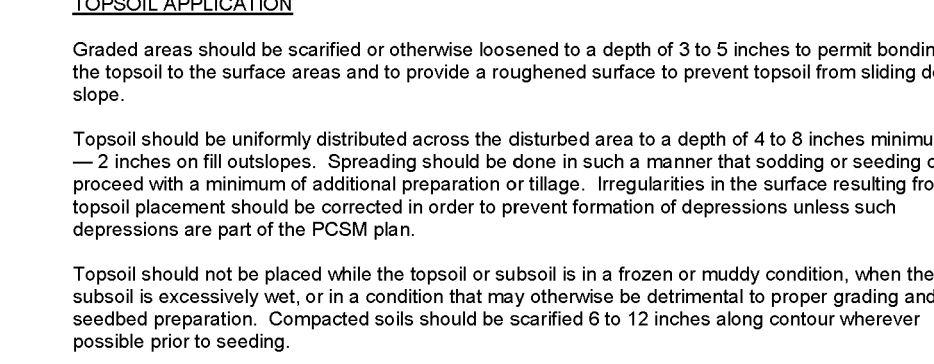 TOPSOIL APPLICATION
Graded areas should be scarified or otherwise loosened to a depth of 3 to 5 inches to permit
the topsoil to the surface areas and to provide a roughened surface to prevent topsoil from sliding
slope.
Topsoil should be uniformly distributed across the disturbed area to a depth of 4 to 8 inches
— 2 inches on fill outslopes.  Spreading should be done in such a manner that sodding or seeding
proceed with a minimum of additional preparation or tillage.  Irregularities in the surface resulting
topsoil placement should be corrected in order to prevent formation of depressions unless such
depressions are part of the PCSM plan.
Topsoil should not be placed while the topsoil or subsoil is in a frozen or muddy condition, when the
subsoil is excessively wet, or in a condition that may otherwise be detrimental to proper grading and
seedbed preparation.  Compacted soils should be scarified 6 to 12 inches along contour wherever
possible prior to seeding.